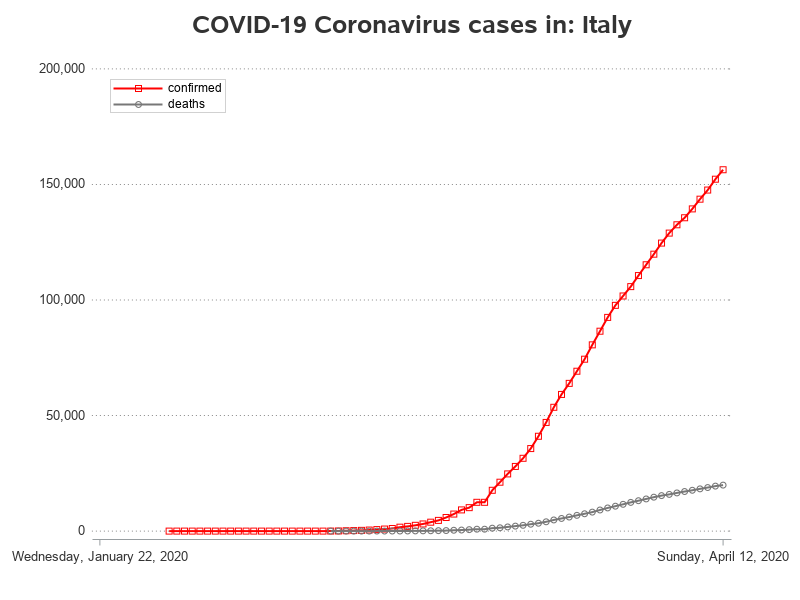 COVID-19 Coronavirus cases in: Italy
200,000
confirmed
deaths
150,000
100,000
50,000
0
Wednesday, January 22, 2020
Sunday, April 12, 2020